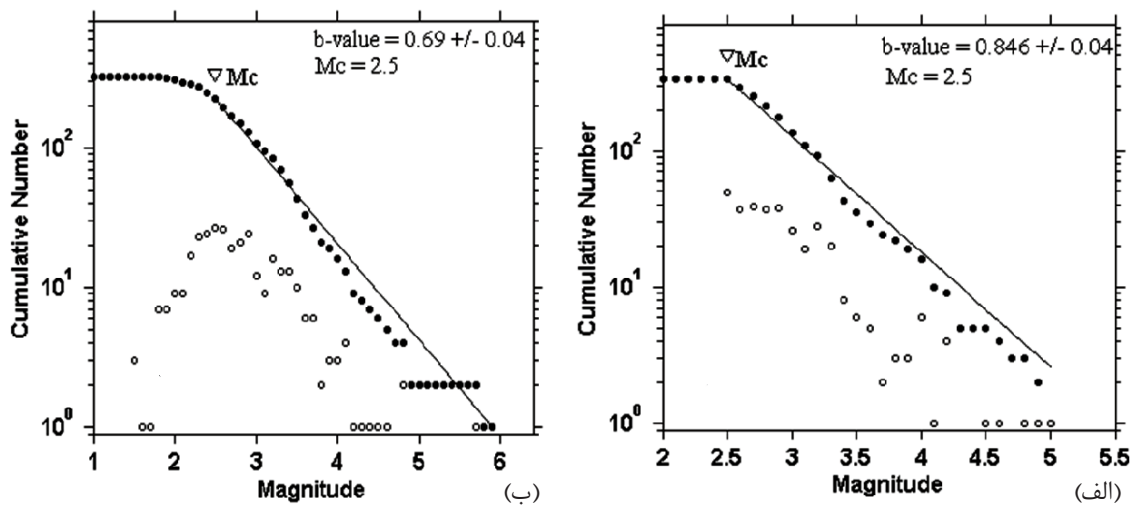 b-value = 0.69 +/- 0.04
Mc = 2.5
Mc
Cumulative Number
10²
10¹
10⁰
1 2 3 4 5 6
Magnitude
(ب)
b-value = 0.846 +/- 0.04
Mc = 2.5
Mc
Cumulative Number
10²
10¹
10⁰
2 2.5 3 3.5 4 4.5 5 5.5
Magnitude
(الف)